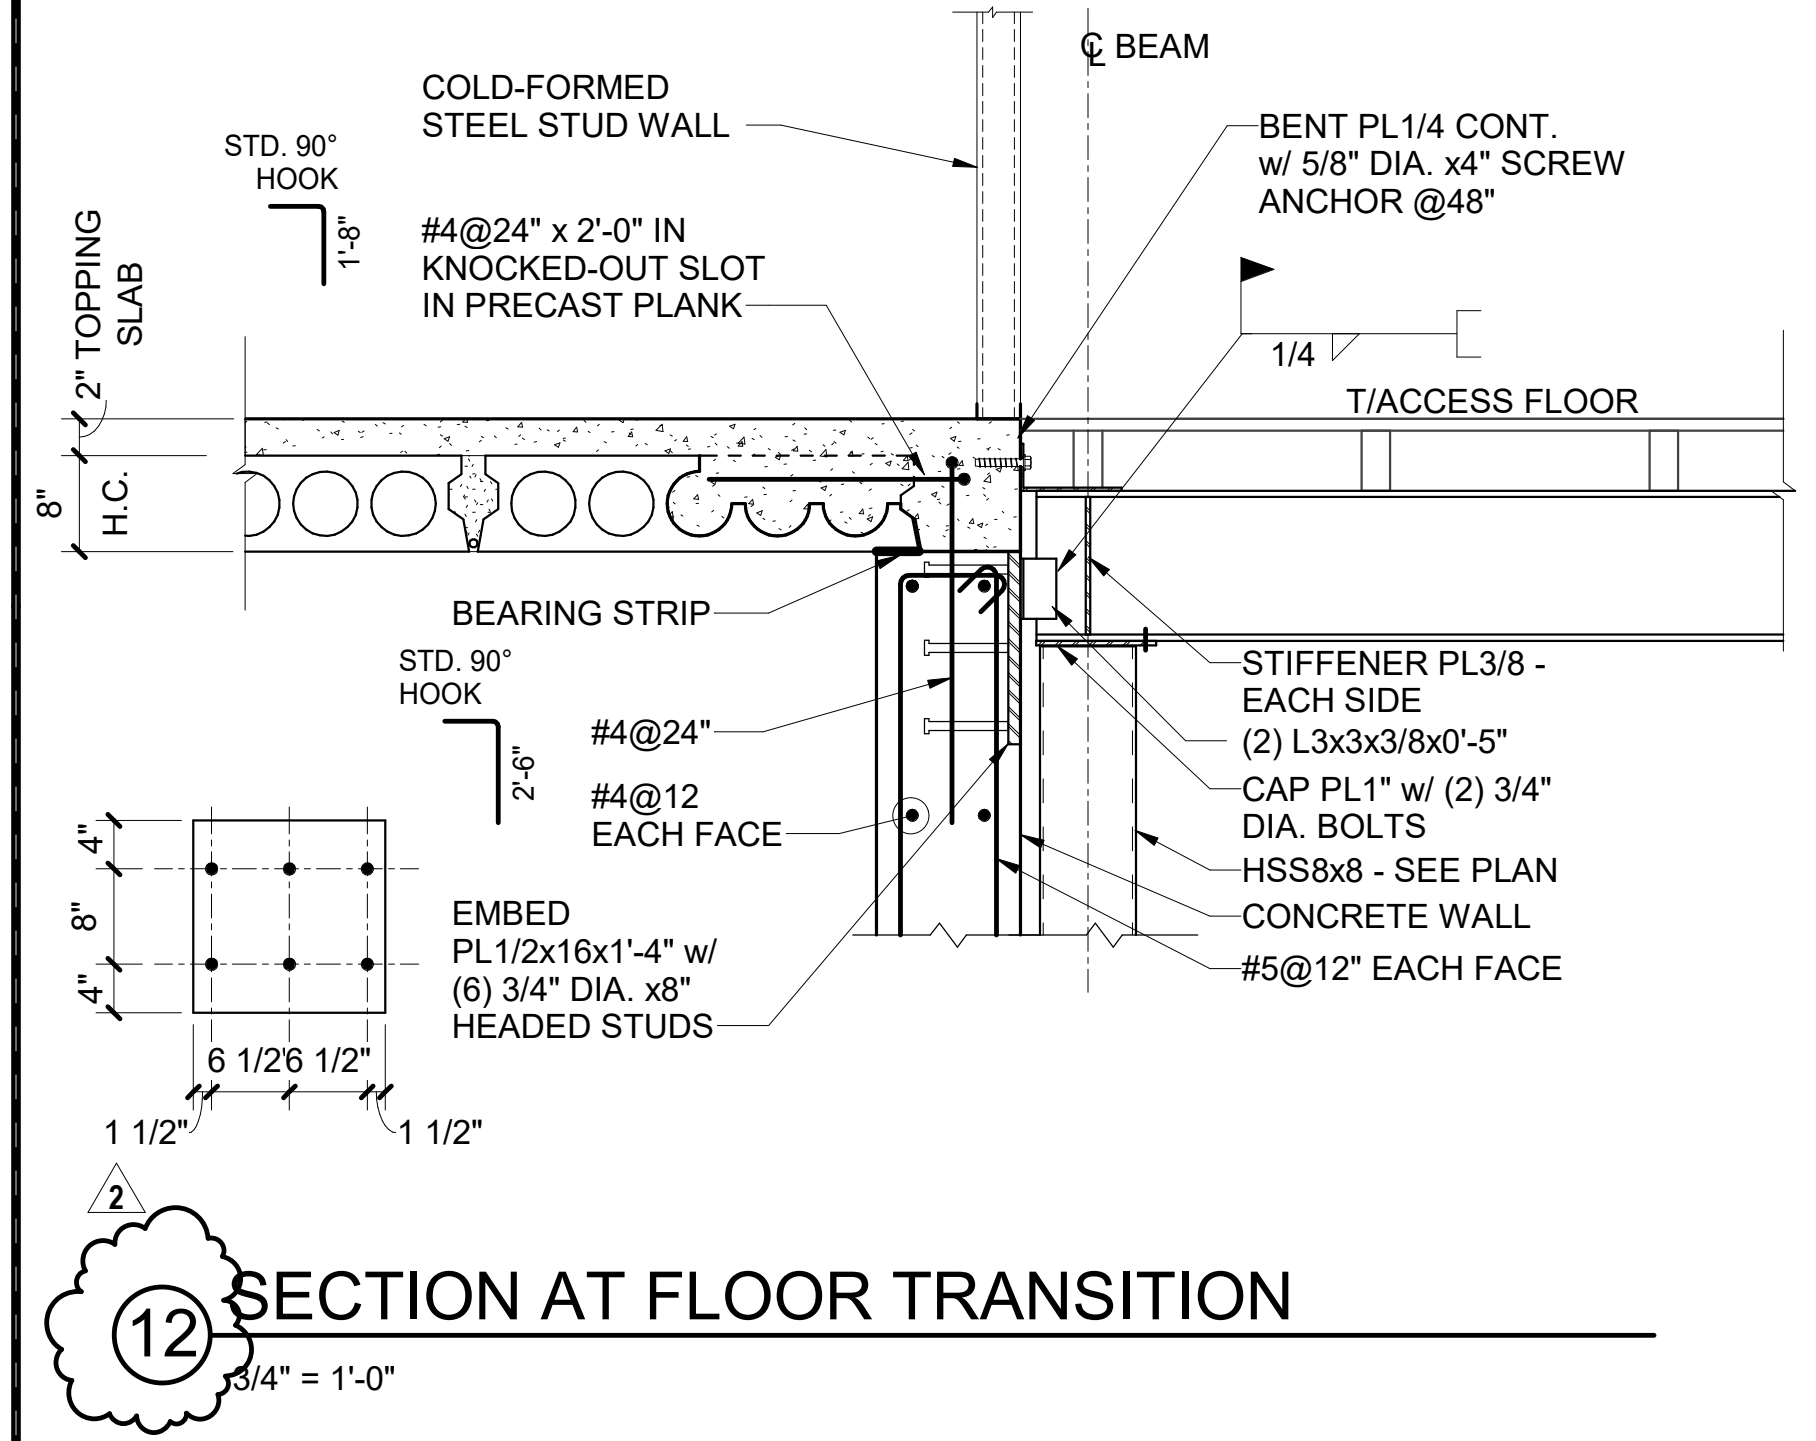 ℄ BEAM
COLD-FORMED
STEEL STUD WALL
BENT PL1/4 CONT.
w/ 5/8" DIA. x4" SCREW
ANCHOR @48"
STD. 90°
HOOK
1'-8"
#4@24" x 2'-0" IN
KNOCKED-OUT SLOT
IN PRECAST PLANK
2" TOPPING
SLAB
1/4
T/ACCESS FLOOR
8"
H.C.
BEARING STRIP
STD. 90°
HOOK
2'-6"
#4@24"
#4@12
EACH FACE
STIFFENER PL3/8 -
EACH SIDE
(2) L3x3x3/8x0'-5"
CAP PL1" w/ (2) 3/4"
DIA. BOLTS
HSS8x8 - SEE PLAN
CONCRETE WALL
#5@12" EACH FACE
EMBED
PL1/2x16x1'-4" w/
(6) 3/4" DIA. x8"
HEADED STUDS
4"
8"
4"
6 1/2" 6 1/2"
1 1/2" 1 1/2"
2
12 SECTION AT FLOOR TRANSITION
3/4" = 1'-0"